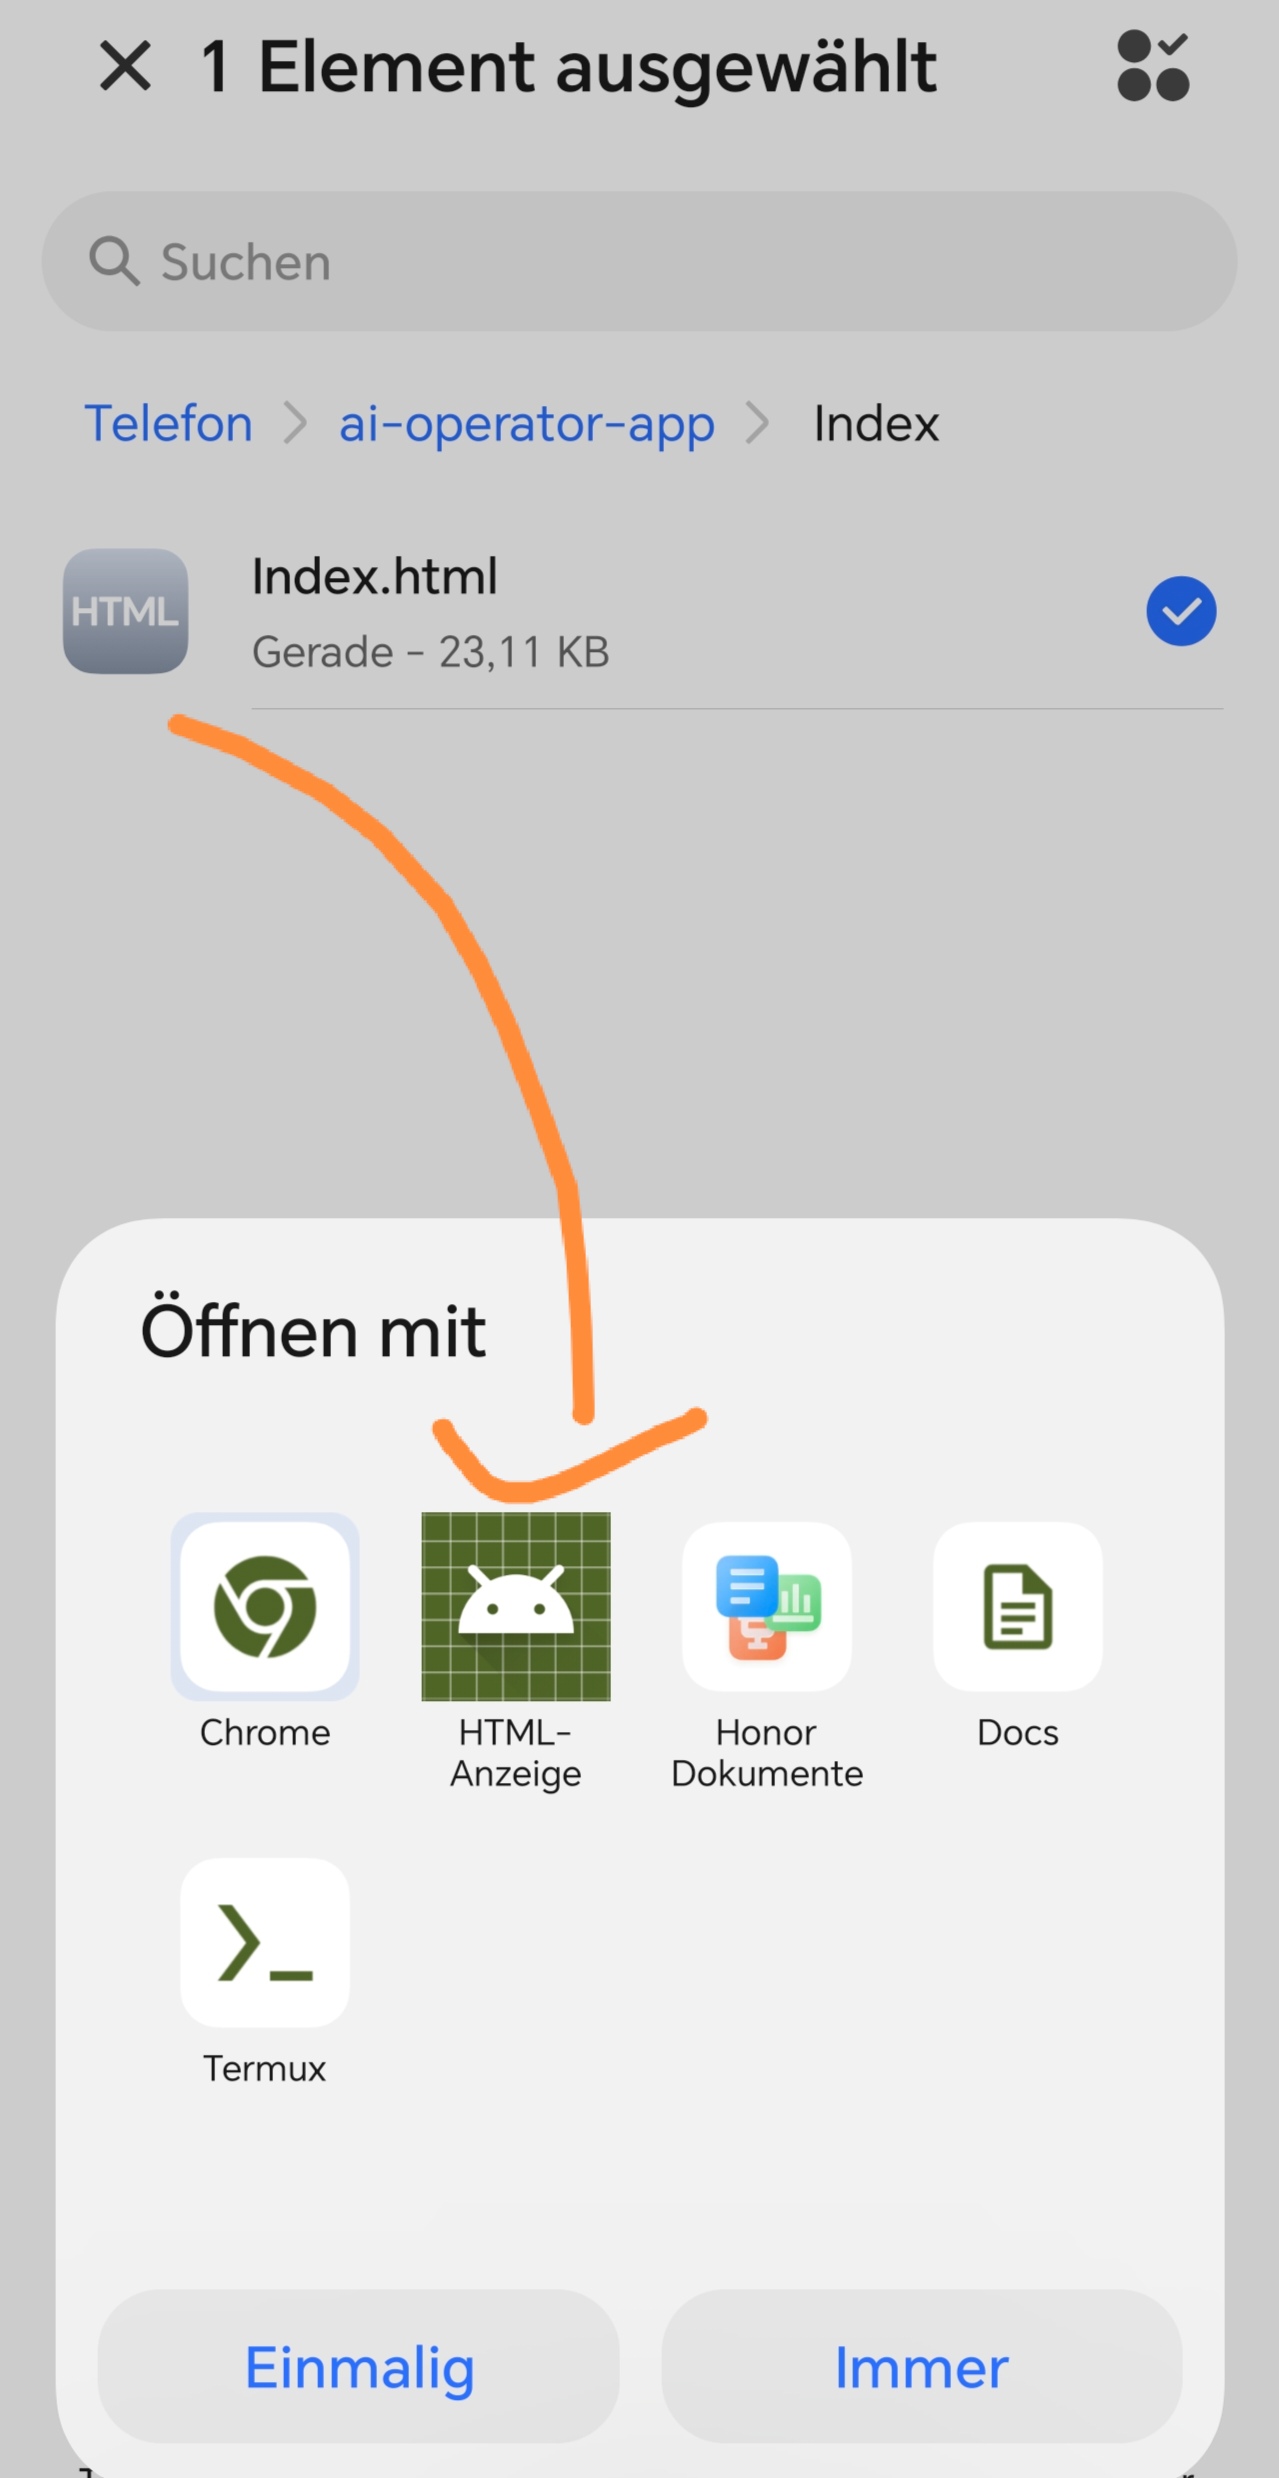 1 Element ausgewählt
Suchen
Telefon > ai-operator-app > Index
HTML
Index.html
Gerade - 23,11 KB
Öffnen mit
Chrome
HTML-
Anzeige
Honor
Dokumente
Docs
Termux
Einmalig
Immer